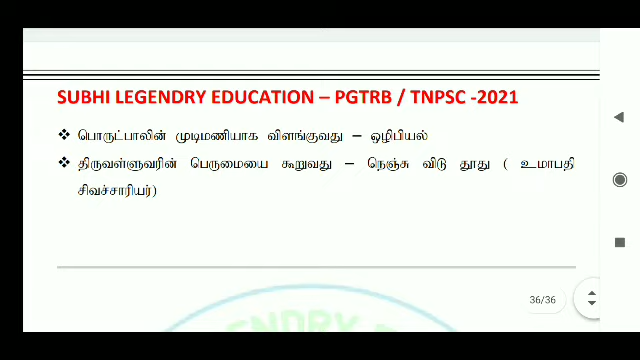 SUBHI LEGENDRY EDUCATION – PGTRB / TNPSC -2021
❖ பொருட்பாலின் முடிமணியாக விளங்குவது – ஒழிபியல்
❖ திருவள்ளுவரின் பெருமையை கூறுவது – நெஞ்சு விடு தூது ( உமாபதி
சிவச்சாரியர்)
36/36
ENDRY